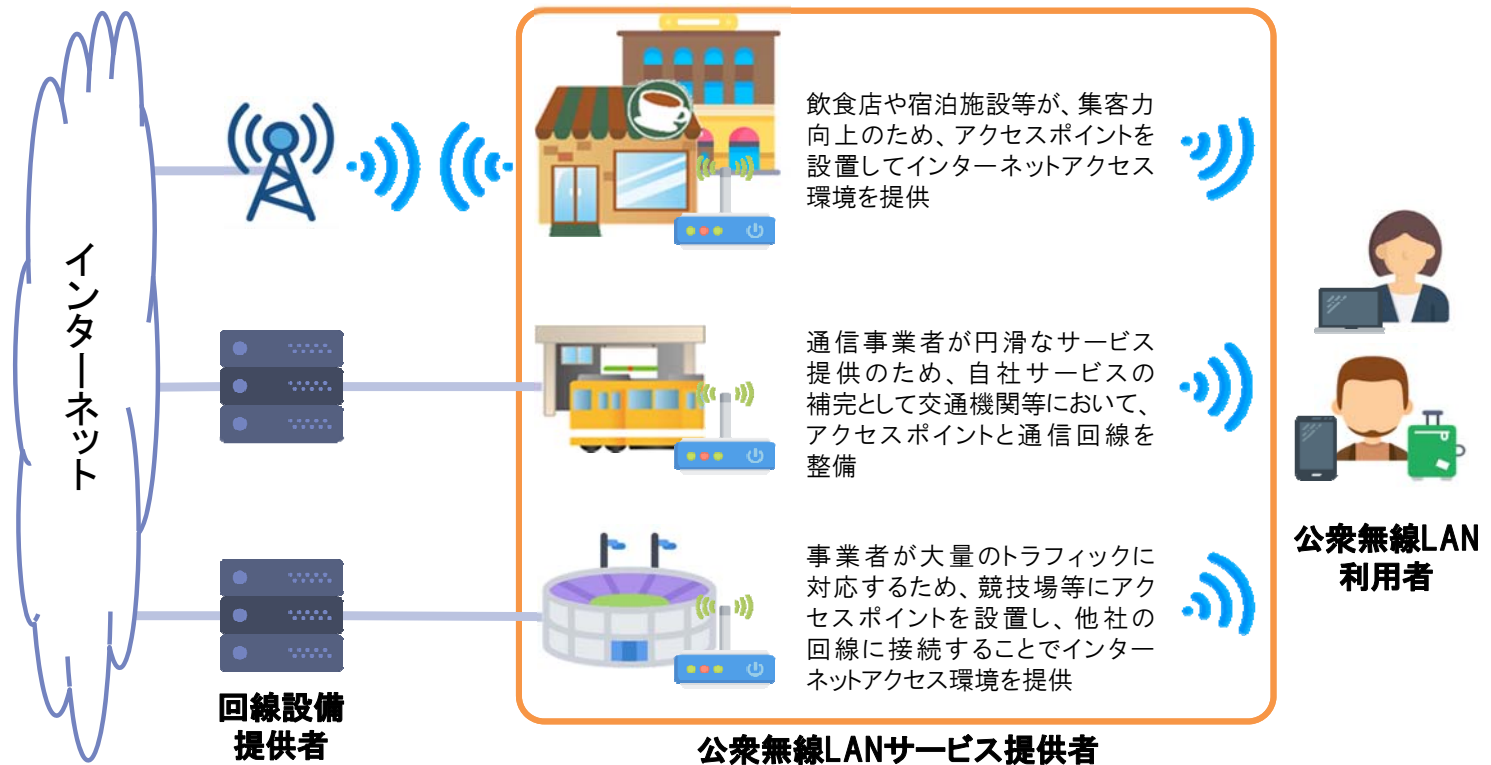 インターネット
飲食店や宿泊施設等が、集客力
向上のため、アクセスポイントを
設置してインターネットアクセス
環境を提供
通信事業者が円滑なサービス
提供のため、自社サービスの
補完として交通機関等において、
アクセスポイントと通信回線を
整備
事業者が大量のトラフィックに
対応するため、競技場等にアク
セスポイントを設置し、他社の
回線に接続することでインター
ネットアクセス環境を提供
回線設備
提供者
公衆無線LANサービス提供者
公衆無線LAN
利用者